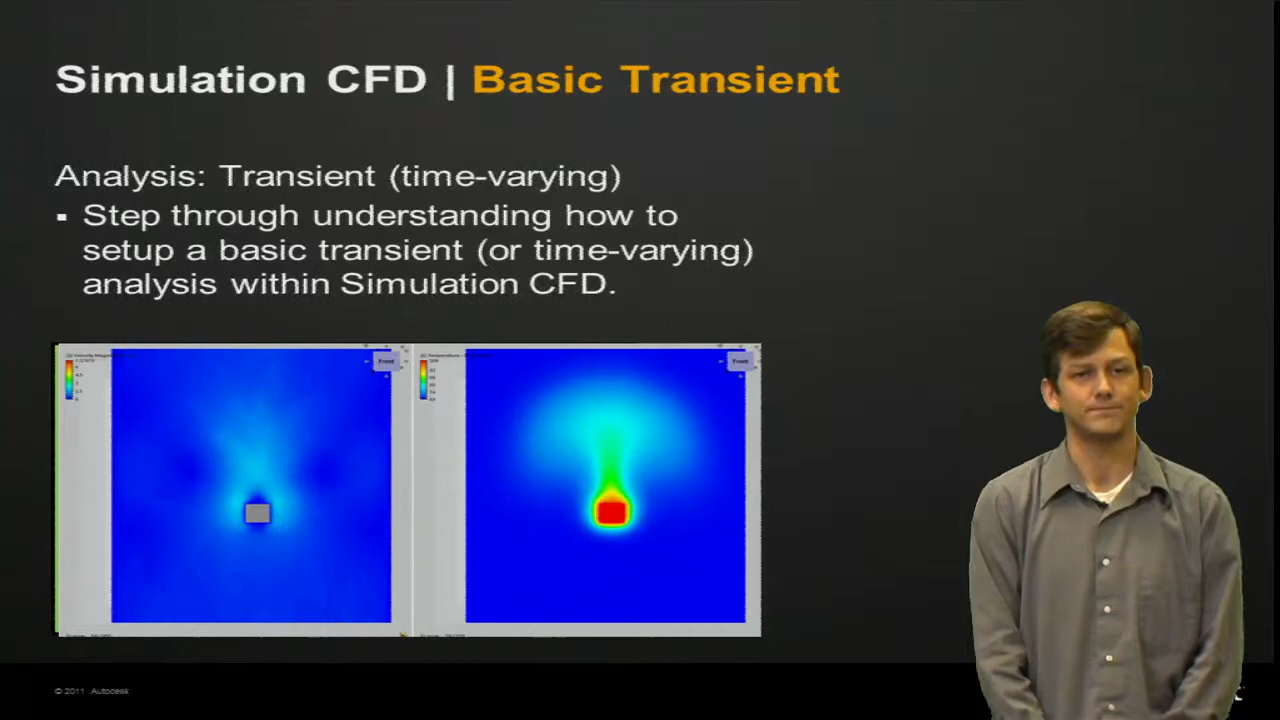 Simulation CFD | Basic Transient
Analysis: Transient (time-varying)
▪ Step through understanding how to
setup a basic transient (or time-varying)
analysis within Simulation CFD.
Front
Front
© 2011 Autodesk